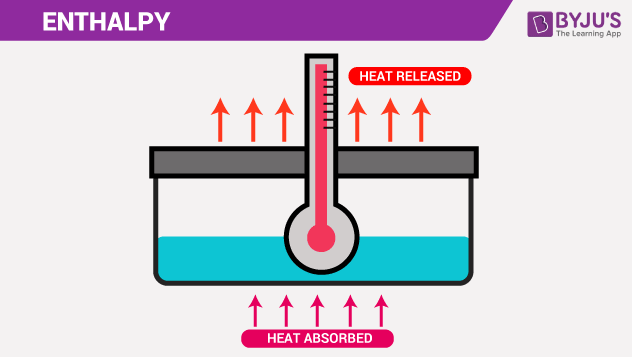 ENTHALPY
BYJU'S
The Learning App
HEAT RELEASED
HEAT ABSORBED